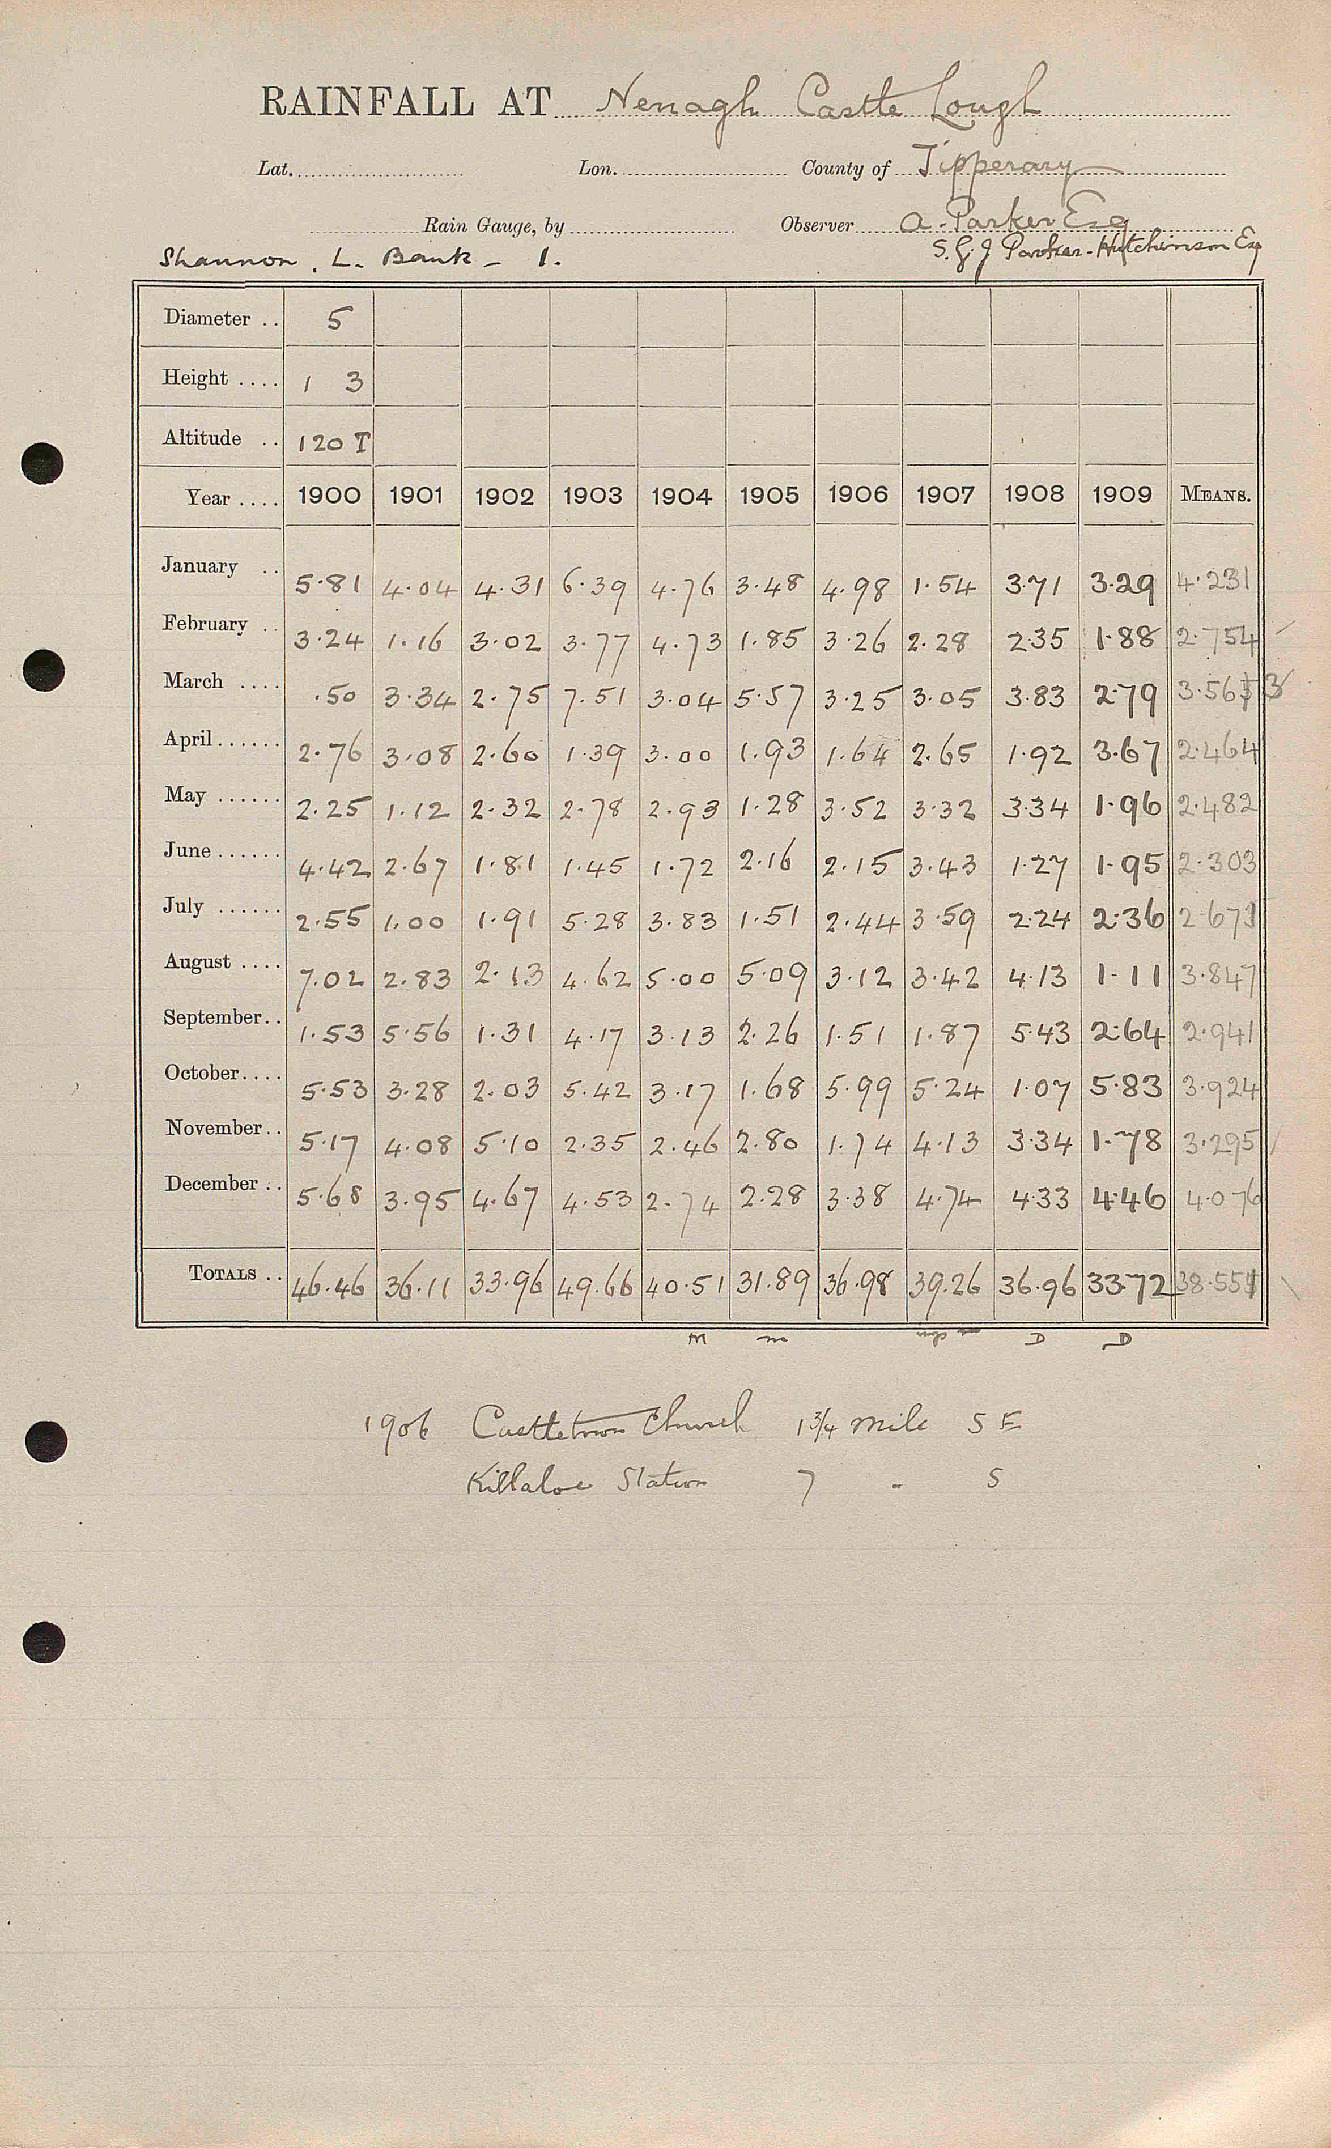 RAINFALL AT Nenagh Castle Lough
Lat. Lon. County of Tipperary
Rain Gauge, by Observer A. Parker Esq
Shannon. L. Bank - 1. S. G. J Parker-Hutchinson Esq
Diameter .. 5
Height .... 1 3
Altitude .. 120 T
Year .... 1900 1901 1902 1903 1904 1905 1906 1907 1908 1909 MEANS.
January .. 5.81 4.04 4.31 6.39 4.76 3.48 4.98 1.54 3.71 3.29 4.231
February .. 3.24 1.16 3.02 3.77 4.73 1.85 3.26 2.28 2.35 1.88 2.754
March .... .50 3.34 2.75 7.51 3.04 5.57 3.25 3.05 3.83 2.79 3.563
April ...... 2.76 3.08 2.60 1.39 3.00 1.93 1.64 2.65 1.92 3.67 2.464
May ...... 2.25 1.12 2.32 2.78 2.93 1.28 3.52 3.32 3.34 1.96 2.482
June ...... 4.42 2.67 1.81 1.45 1.72 2.16 2.15 3.43 1.27 1.95 2.303
July ...... 2.55 1.00 1.91 5.28 3.83 1.51 2.44 3.59 2.24 2.36 2.671
August .... 7.02 2.83 2.13 4.62 5.00 5.09 3.12 3.42 4.13 1.11 3.847
September .. 1.53 5.56 1.31 4.17 3.13 2.26 1.51 1.87 5.43 2.64 2.941
October .... 5.53 3.28 2.03 5.42 3.17 1.68 5.99 5.24 1.07 5.83 3.924
November .. 5.17 4.08 5.10 2.35 2.46 2.80 1.74 4.13 3.34 1.78 3.295
December .. 5.68 3.95 4.67 4.53 2.74 2.28 3.38 4.74 4.33 4.46 4.076
TOTALS .. 46.46 36.11 33.96 49.66 40.51 31.89 36.98 39.26 36.96 33.72 38.551
M m D D
1906 Castletown Church 1 3/4 mile S E
Killaloe Station 7 " S